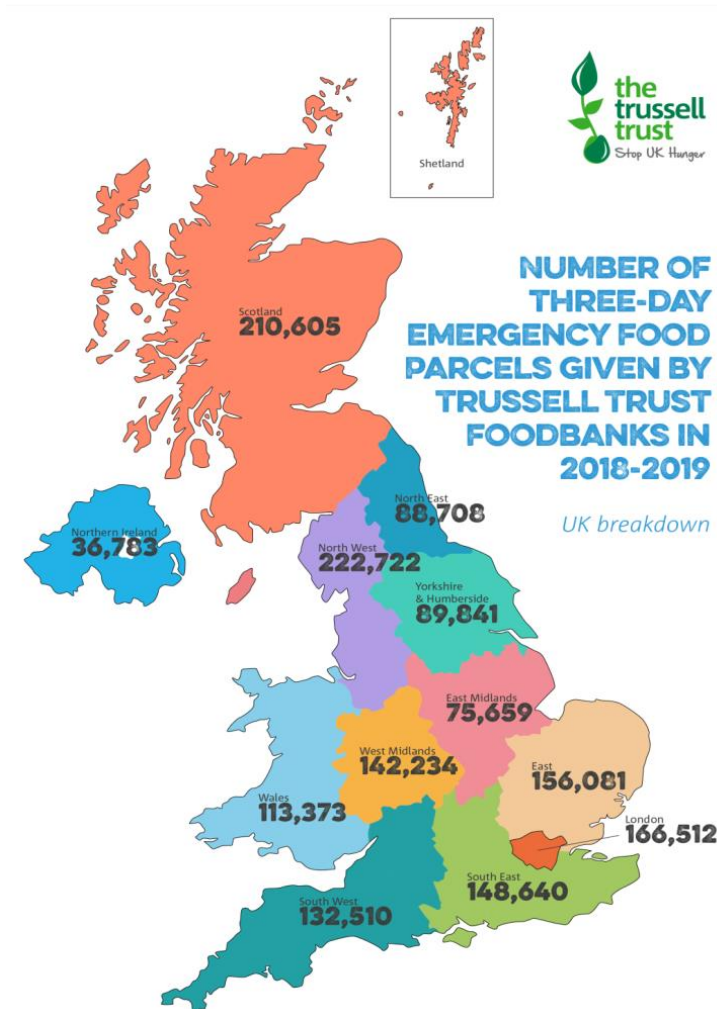 the
trussell
trust
Stop UK Hunger
Shetland
NUMBER OF
THREE-DAY
EMERGENCY FOOD
PARCELS GIVEN BY
TRUSSELL TRUST
FOODBANKS IN
2018-2019
UK breakdown
Scotland
210,605
North East
88,708
Northern Ireland
36,783
North West
222,722
Yorkshire
& Humberside
89,841
East Midlands
75,659
West Midlands
142,234
East
156,081
Wales
113,373
London
166,512
South East
148,640
South West
132,510